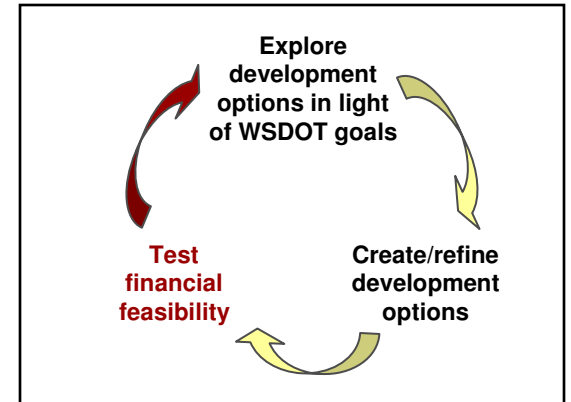 Explore
development
options in light
of WSDOT goals
Create/refine
development
options
Test
financial
feasibility